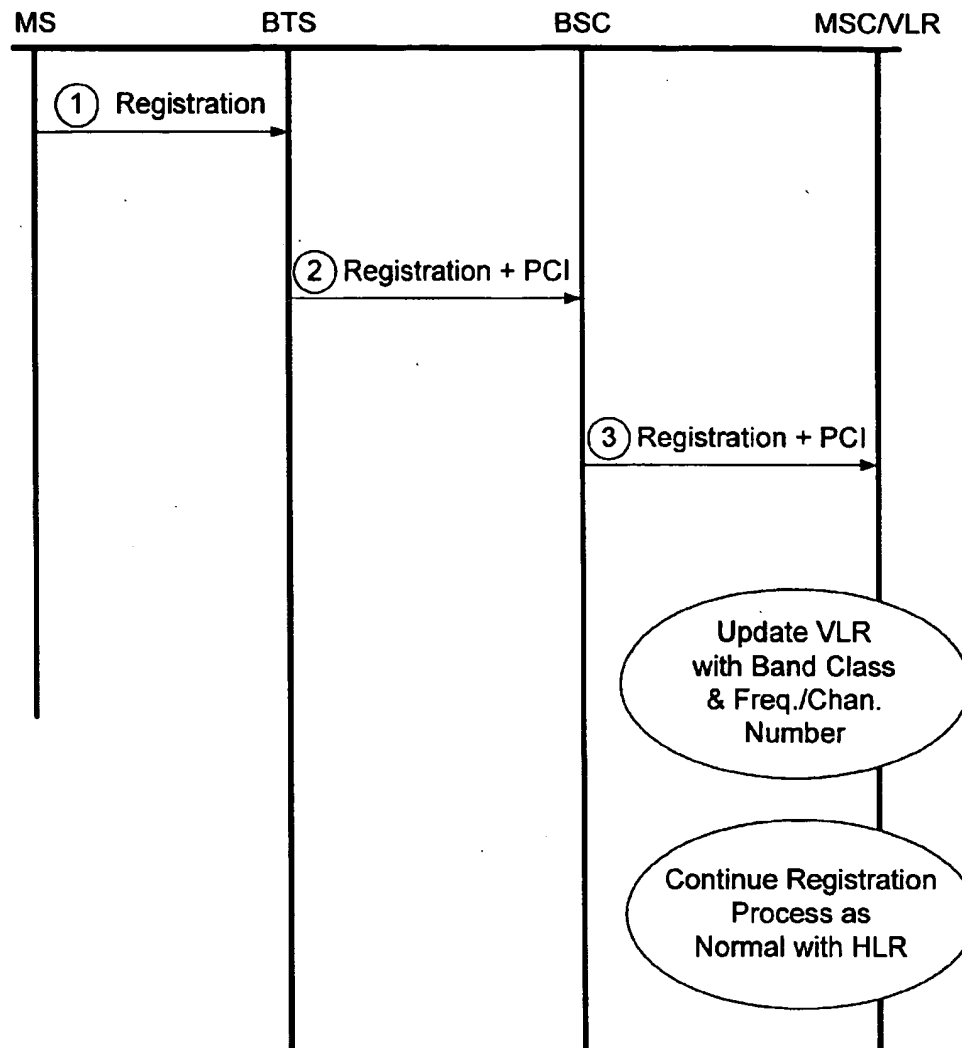 MS BTS BSC MSC/VLR
1 Registration
2 Registration + PCI
3 Registration + PCI
Update VLR
with Band Class
& Freq./Chan.
Number
Continue Registration
Process as
Normal with HLR